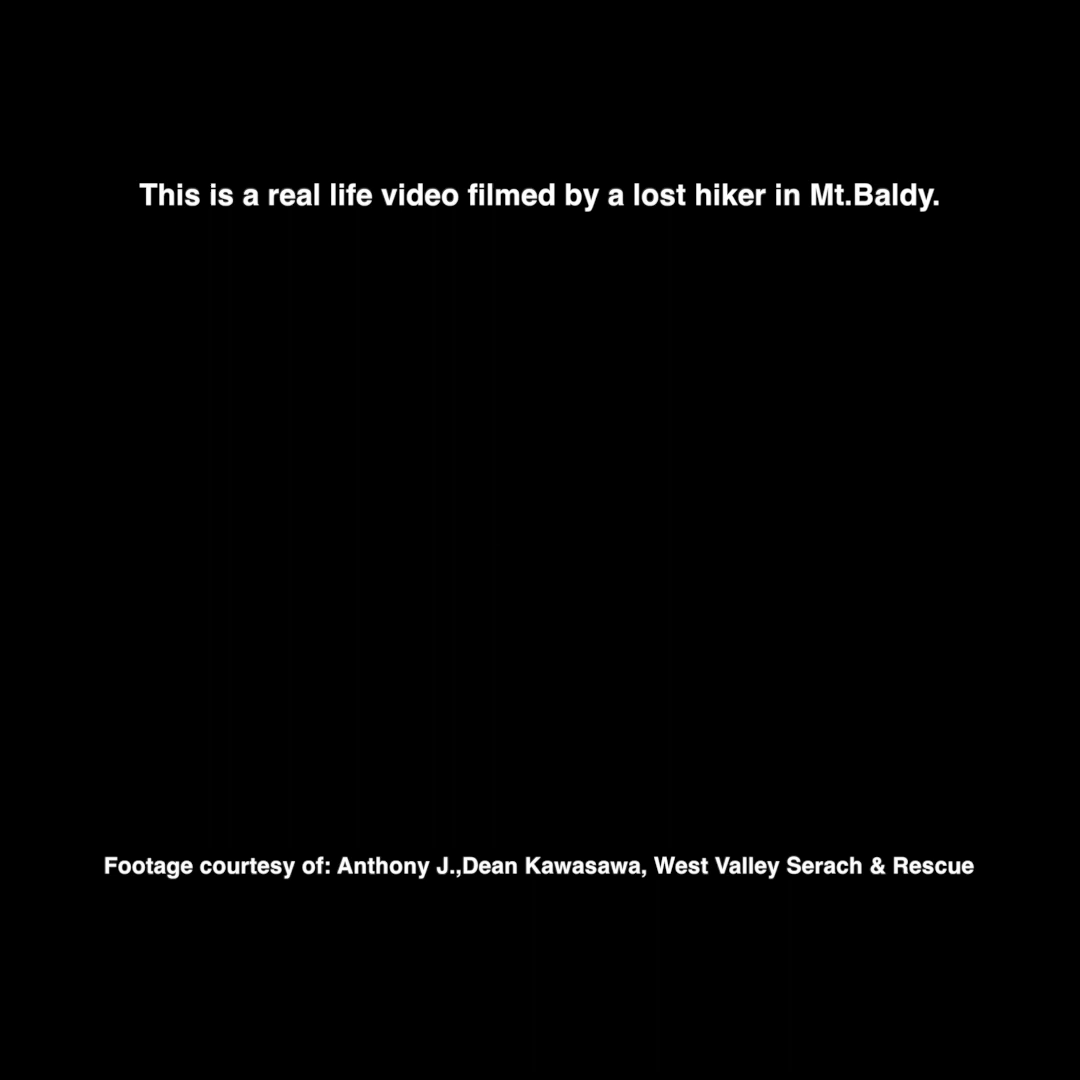 This is a real life video filmed by a lost hiker in Mt.Baldy.
Footage courtesy of: Anthony J.,Dean Kawasawa, West Valley Serach & Rescue